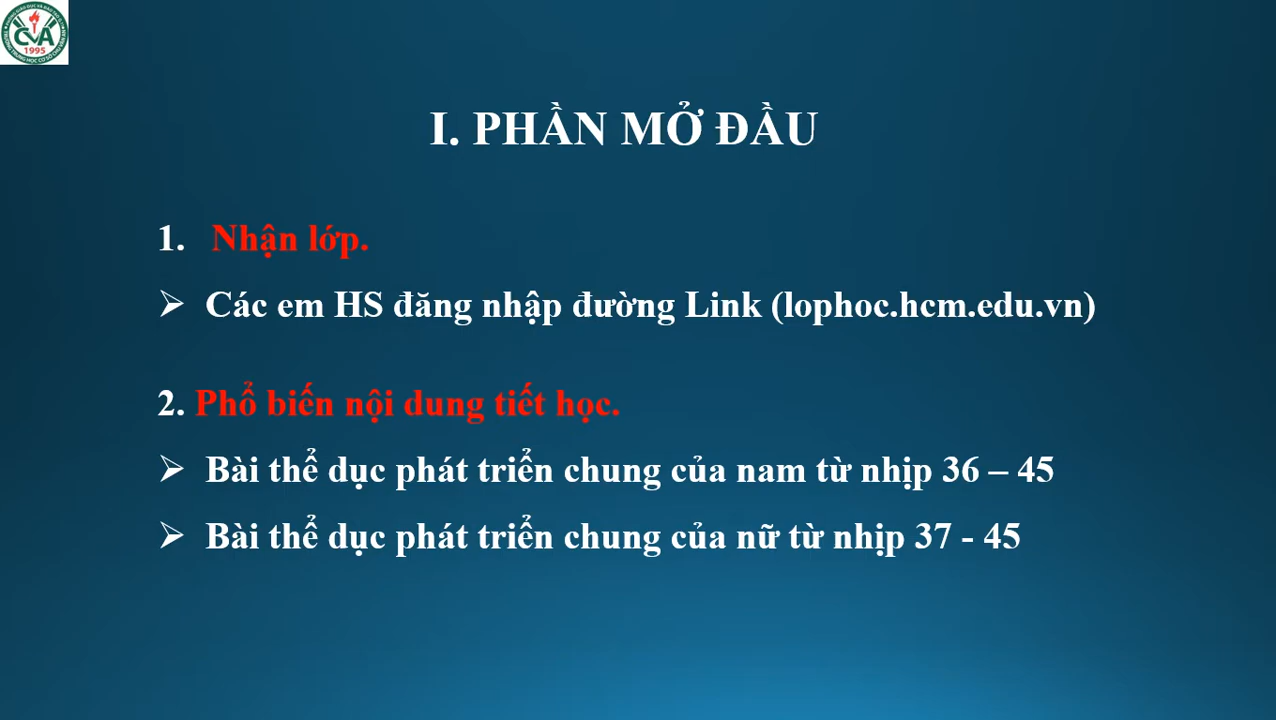 CVA
1995
I. PHẦN MỞ ĐẦU
1. Nhận lớp.
➢ Các em HS đăng nhập đường Link (lophoc.hcm.edu.vn)
2. Phổ biến nội dung tiết học.
➢ Bài thể dục phát triển chung của nam từ nhịp 36 – 45
➢ Bài thể dục phát triển chung của nữ từ nhịp 37 - 45